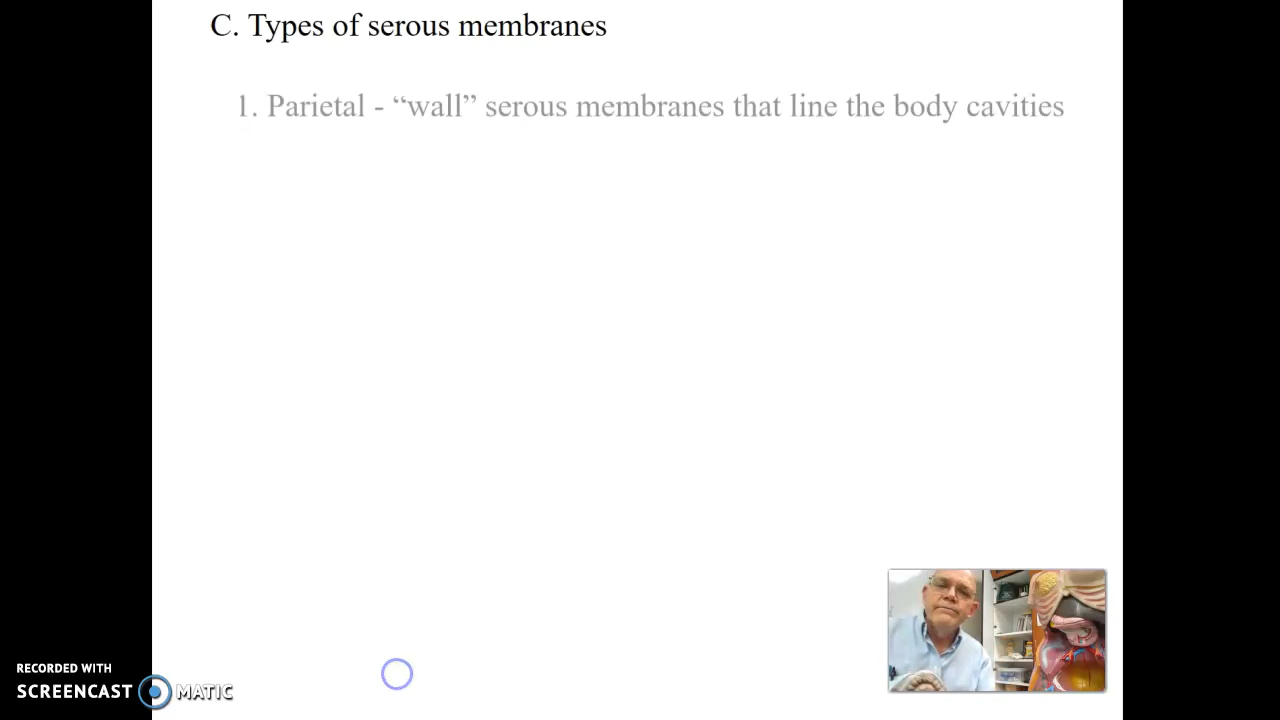 C. Types of serous membranes
1. Parietal - “wall” serous membranes that line the body cavities
RECORDED WITH
SCREENCAST MATIC